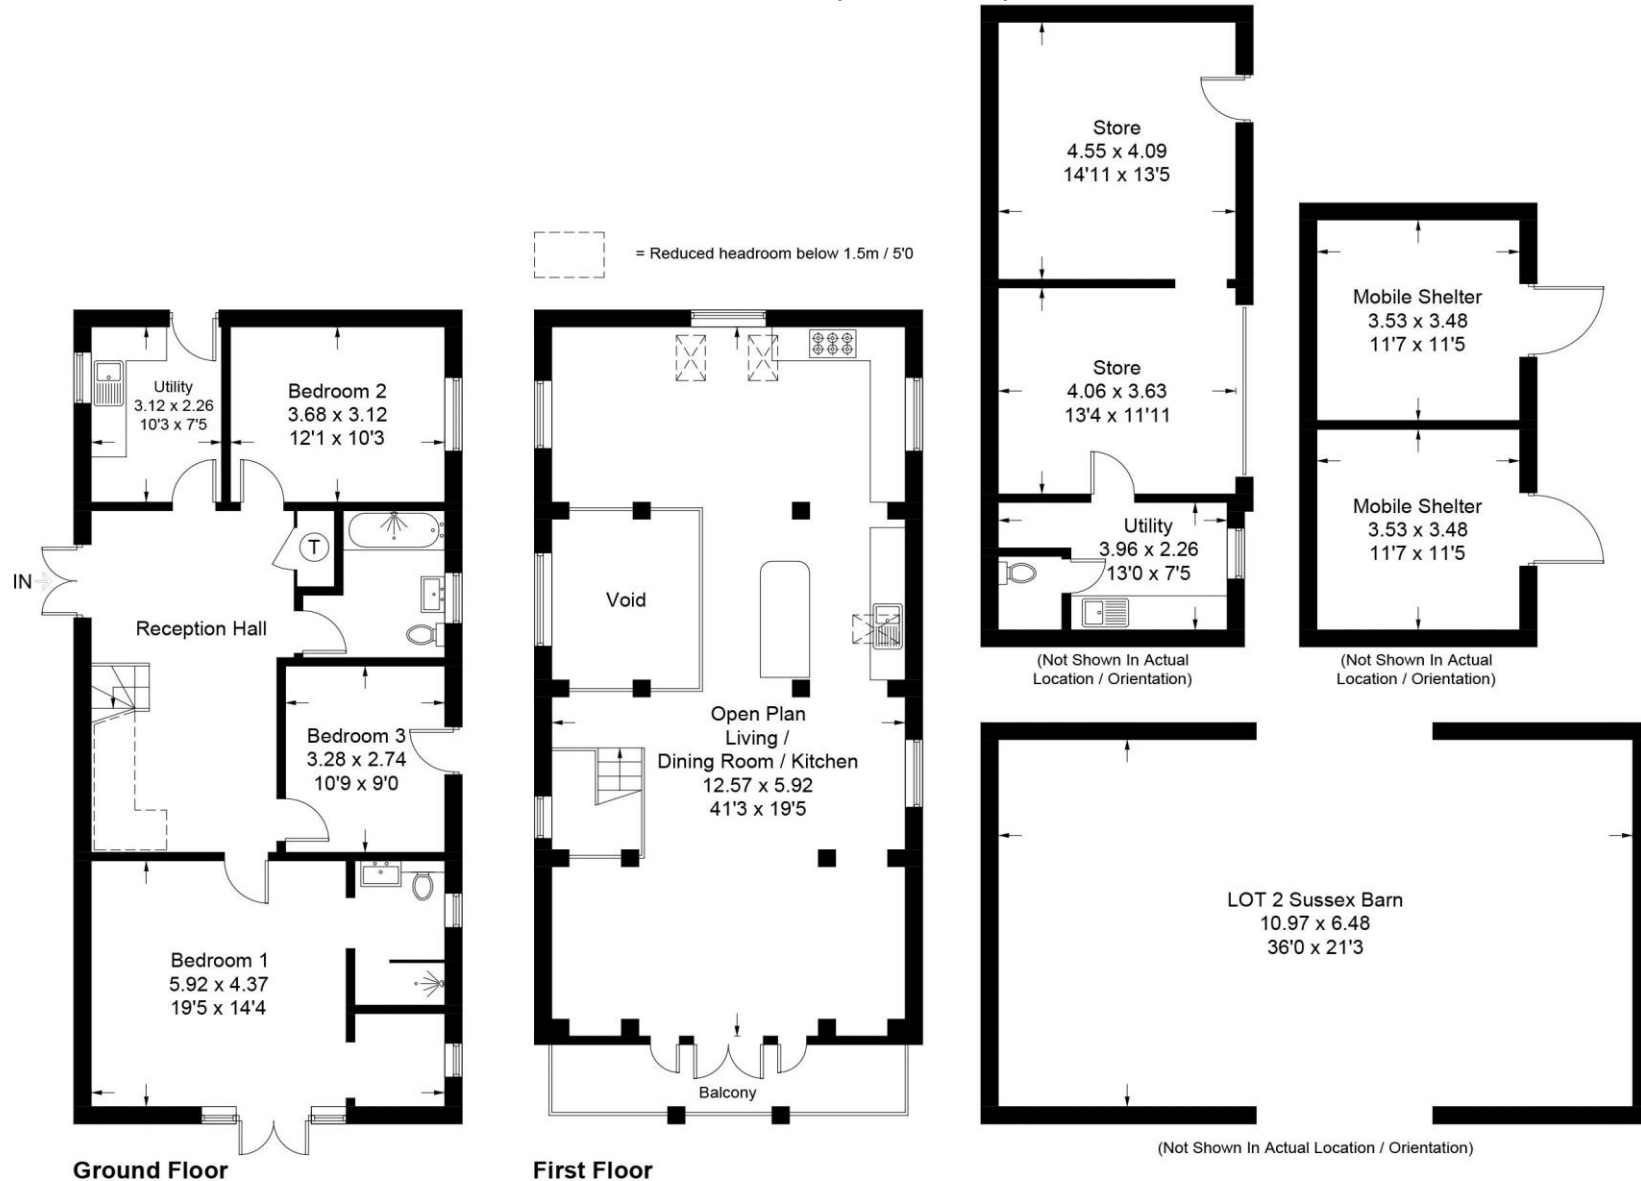 = Reduced headroom below 1.5m / 5'0
Utility
3.12 x 2.26
10'3 x 7'5
Bedroom 2
3.68 x 3.12
12'1 x 10'3
T
IN
Reception Hall
Bedroom 3
3.28 x 2.74
10'9 x 9'0
Bedroom 1
5.92 x 4.37
19'5 x 14'4
Ground Floor
Void
Open Plan
Living /
Dining Room / Kitchen
12.57 x 5.92
41'3 x 19'5
Balcony
First Floor
Store
4.55 x 4.09
14'11 x 13'5
Store
4.06 x 3.63
13'4 x 11'11
Utility
3.96 x 2.26
13'0 x 7'5
(Not Shown In Actual
Location / Orientation)
Mobile Shelter
3.53 x 3.48
11'7 x 11'5
Mobile Shelter
3.53 x 3.48
11'7 x 11'5
(Not Shown In Actual
Location / Orientation)
LOT 2 Sussex Barn
10.97 x 6.48
36'0 x 21'3
(Not Shown In Actual Location / Orientation)